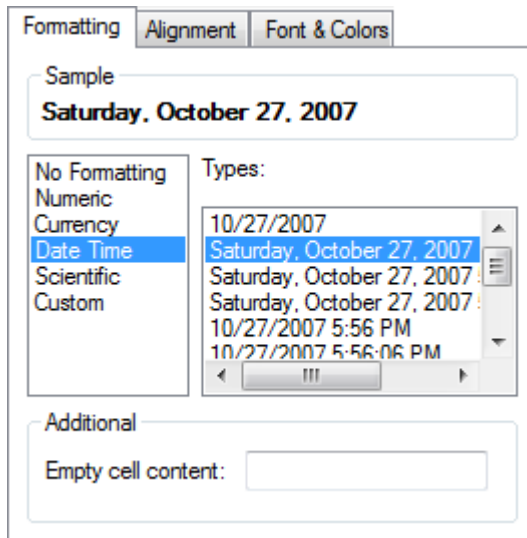 Formatting Alignment Font & Colors
Sample
Saturday, October 27, 2007
No Formatting
Numeric
Currency
Date Time
Scientific
Custom
Types:
10/27/2007
Saturday, October 27, 2007
Saturday, October 27, 2007
Saturday, October 27, 2007
10/27/2007 5:56 PM
10/27/2007 5:56:06 PM
Additional
Empty cell content: